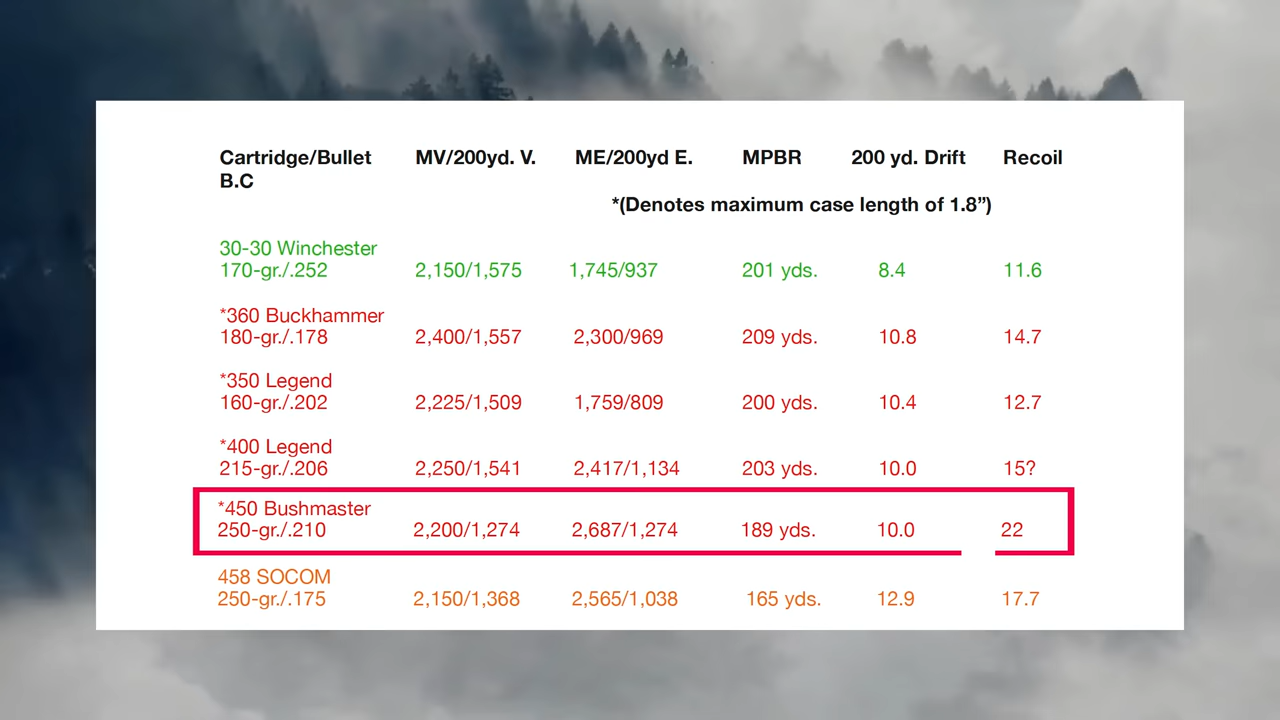 Cartridge/Bullet MV/200yd. V. ME/200yd E. MPBR 200 yd. Drift Recoil
B.C
*(Denotes maximum case length of 1.8”)
30-30 Winchester
170-gr./.252 2,150/1,575 1,745/937 201 yds. 8.4 11.6
*360 Buckhammer
180-gr./.178 2,400/1,557 2,300/969 209 yds. 10.8 14.7
*350 Legend
160-gr./.202 2,225/1,509 1,759/809 200 yds. 10.4 12.7
*400 Legend
215-gr./.206 2,250/1,541 2,417/1,134 203 yds. 10.0 15?
*450 Bushmaster
250-gr./.210 2,200/1,274 2,687/1,274 189 yds. 10.0 22
458 SOCOM
250-gr./.175 2,150/1,368 2,565/1,038 165 yds. 12.9 17.7